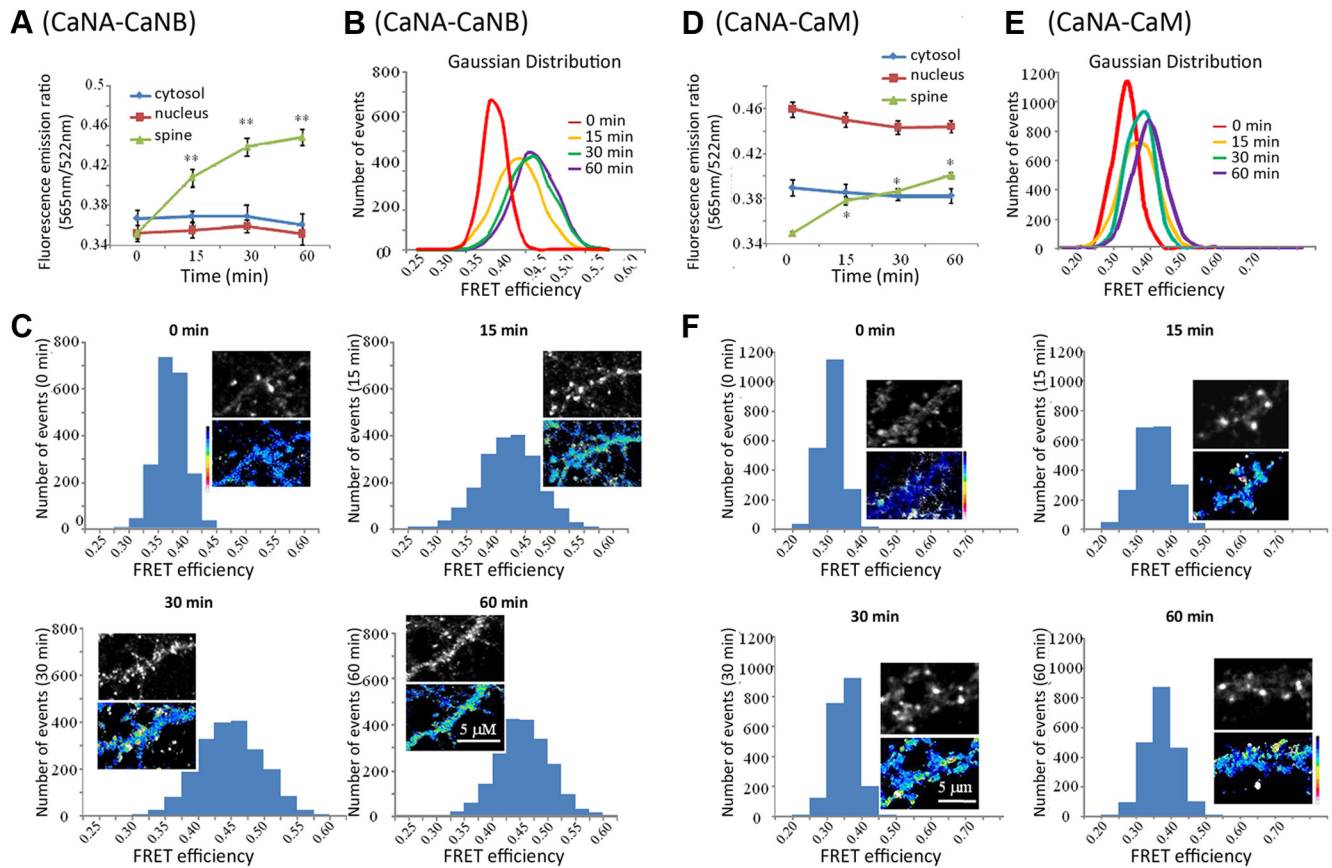 A (CaNA-CaNB)
Fluorescence emission ratio
(565nm/522nm)
0.5
0.46
0.42
0.38
0.34
cytosol
nucleus
spine
**
**
**
0
15
30
60
Time (min)
B (CaNA-CaNB)
Gaussian Distribution
Number of events
800
600
400
200
0
0 min
15 min
30 min
60 min
0.25
0.30
0.35
0.40
0.45
0.50
0.55
0.60
FRET efficiency
D (CaNA-CaM)
Fluorescence emission ratio
(565nm/522nm)
0.46
0.42
0.38
0.34
cytosol
nucleus
spine
*
*
*
0
15
30
60
Time (min)
E (CaNA-CaM)
Gaussian Distribution
Number of events
1200
1000
800
600
400
200
0
0 min
15 min
30 min
60 min
0.20
0.30
0.40
0.50
0.60
0.70
FRET efficiency
C
0 min
Number of events (0 min)
800
600
400
200
0
0.25
0.30
0.35
0.40
0.45
0.50
0.55
0.60
FRET efficiency
15 min
Number of events (15 min)
800
600
400
200
0
0.25
0.30
0.35
0.40
0.45
0.50
0.55
0.60
FRET efficiency
30 min
Number of events (30 min)
800
600
400
200
0
0.25
0.30
0.35
0.40
0.45
0.50
0.55
0.60
FRET efficiency
60 min
Number of events (60 min)
800
600
400
200
0
5 μM
0.25
0.30
0.35
0.40
0.45
0.50
0.55
0.60
FRET efficiency
F
0 min
Number of events (0 min)
1200
1000
800
600
400
200
0
0.20
0.30
0.40
0.50
0.60
0.70
FRET efficiency
15 min
Number of events (15 min)
1200
1000
800
600
400
200
0
0.20
0.30
0.40
0.50
0.60
0.70
FRET efficiency
30 min
Number of events (30 min)
1200
1000
800
600
400
200
0
5 μm
0.20
0.30
0.40
0.50
0.60
0.70
FRET efficiency
60 min
Number of events (60 min)
1200
1000
800
600
400
200
0
0.20
0.30
0.40
0.50
0.60
0.70
FRET efficiency